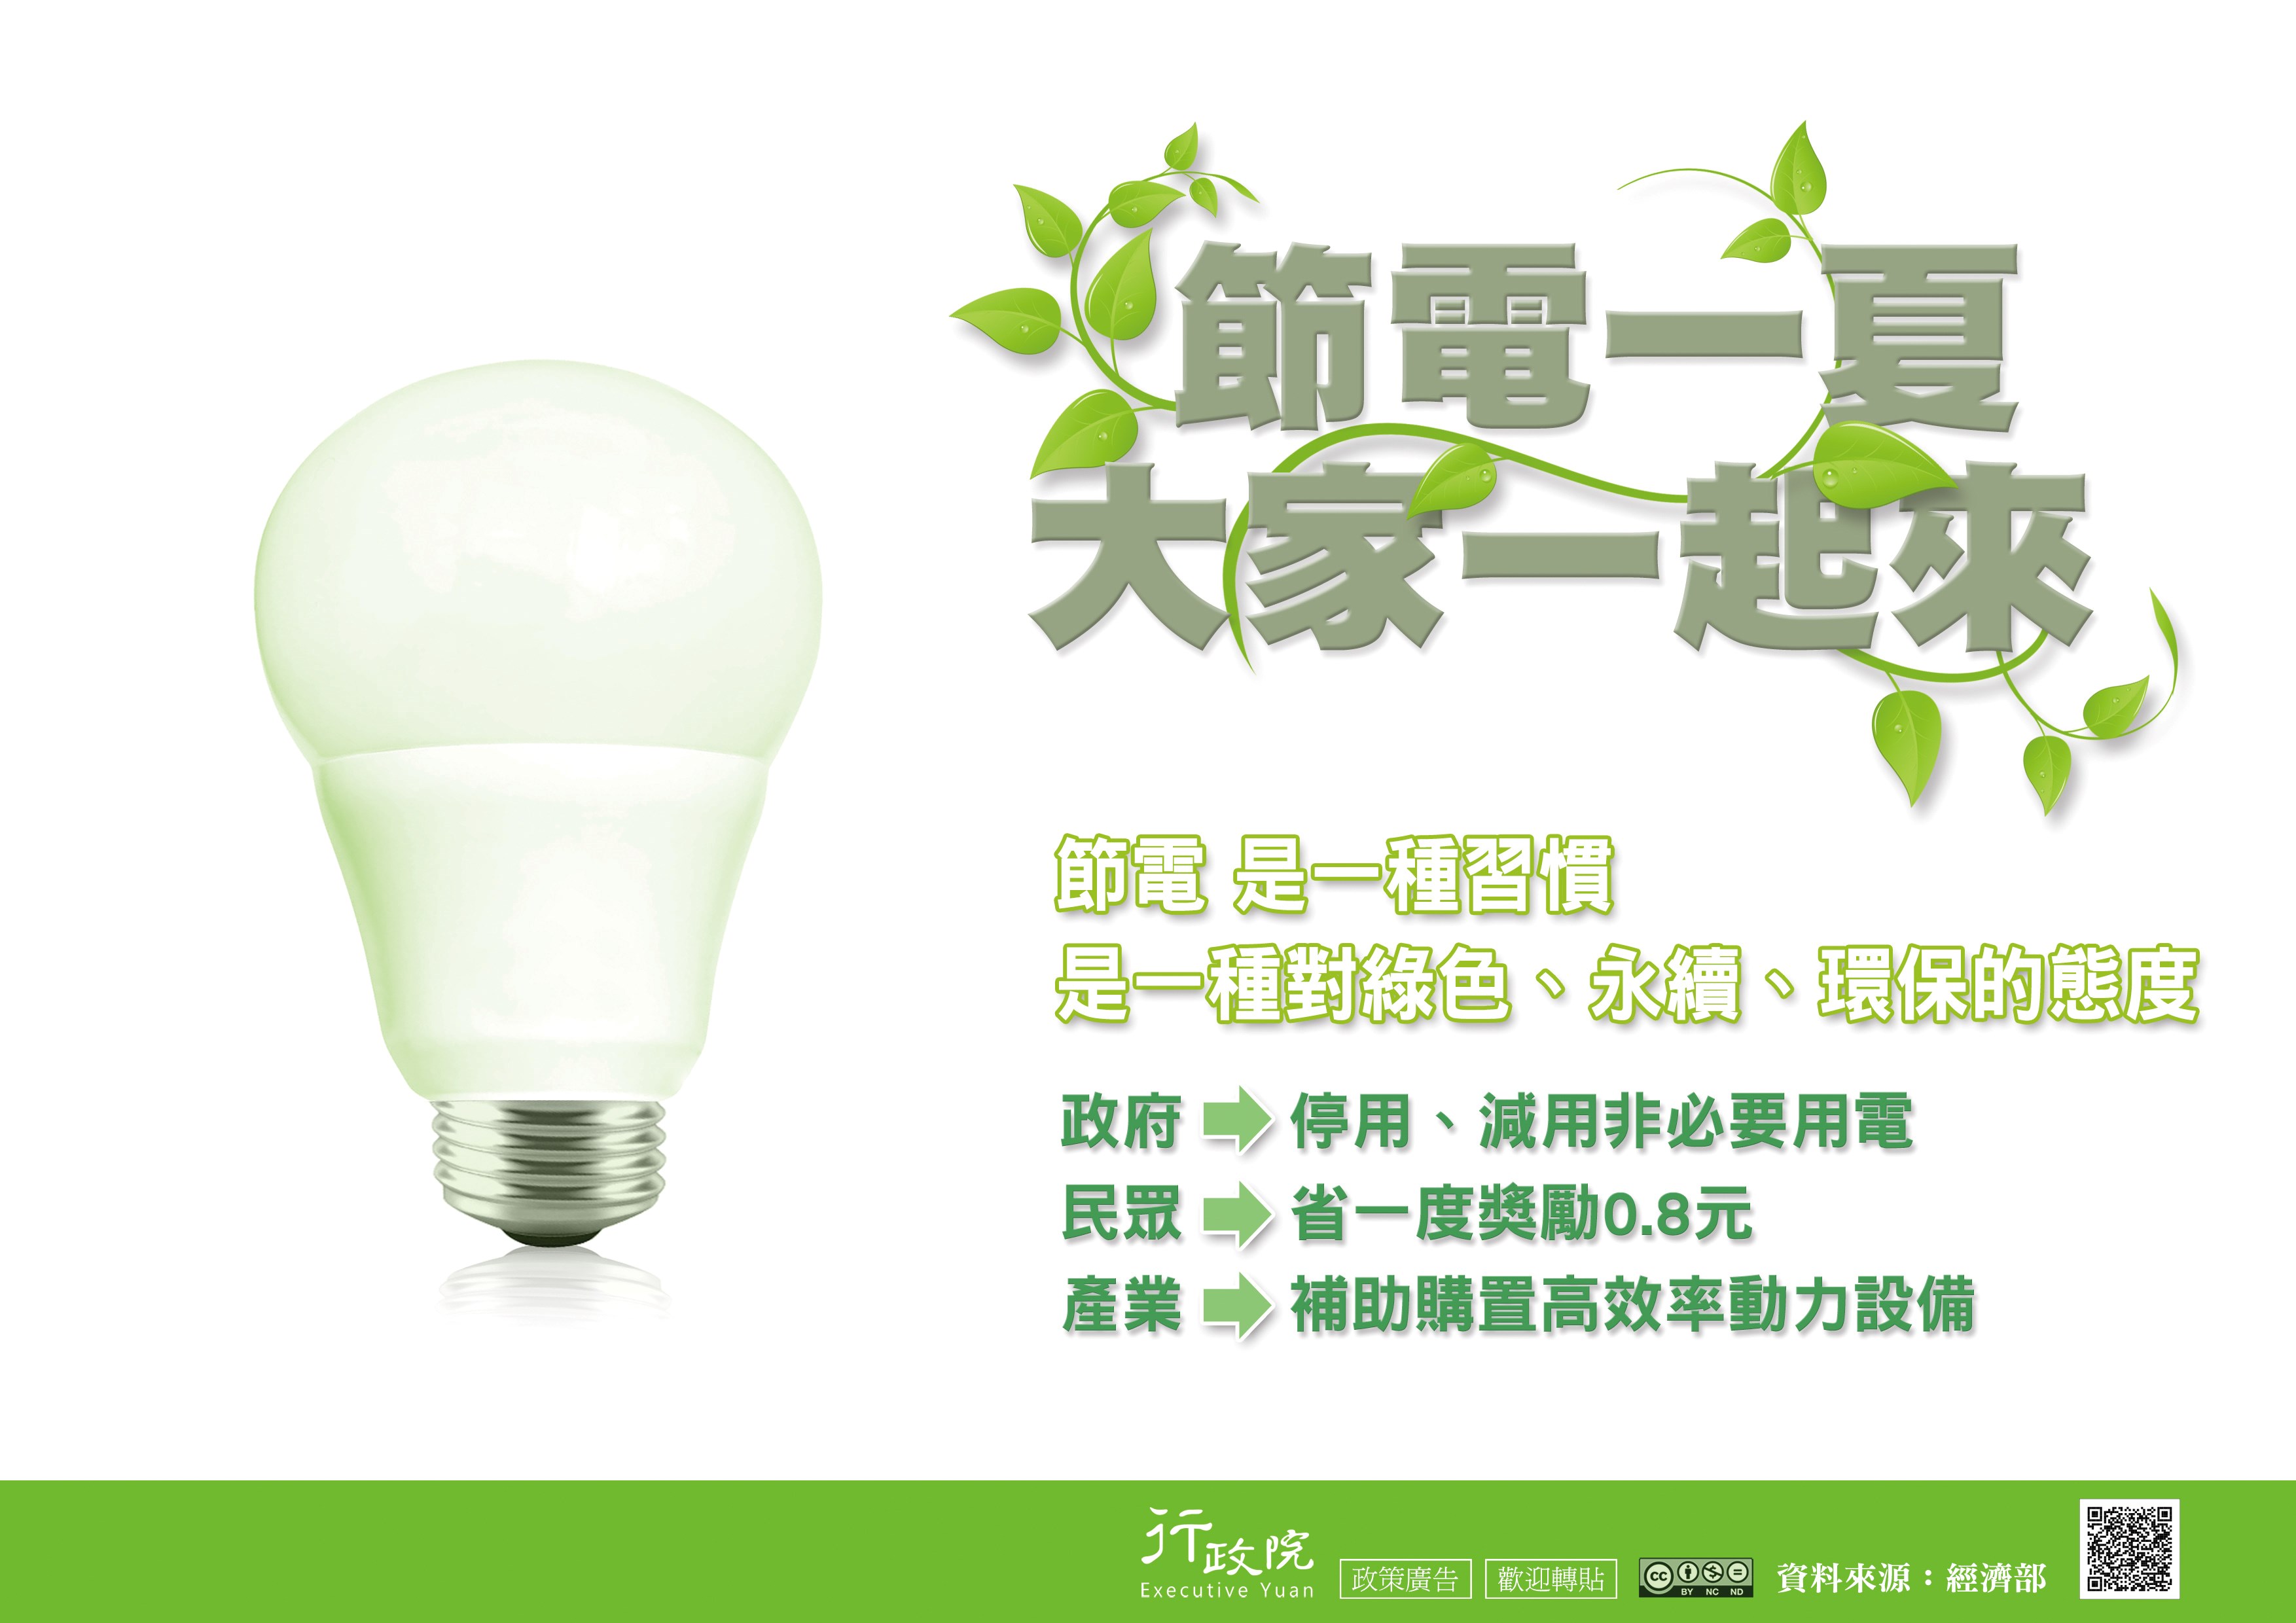 節電一夏
大家一起來
節電 是一種習慣
是一種對綠色、永續、環保的態度
政府 停用、減用非必要用電
民眾 省一度獎勵0.8元
產業 補助購置高效率動力設備
行政院
Executive Yuan
政策廣告 歡迎轉貼 cc BY NC ND 資料來源：經濟部